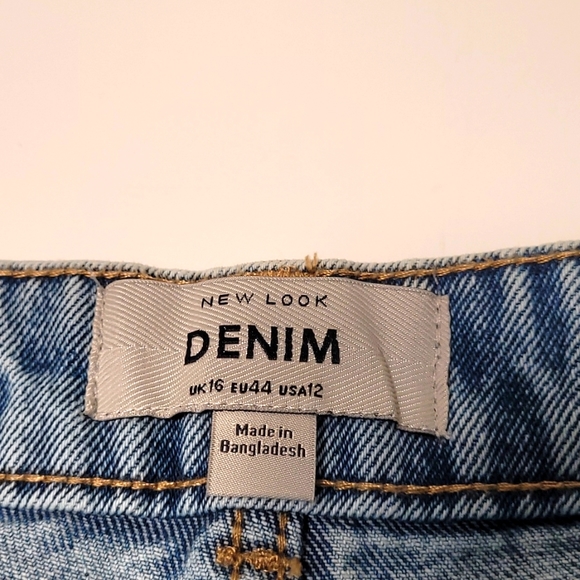 NEW LOOK
DENIM
UK16 EU44 USA12
Made in
Bangladesh